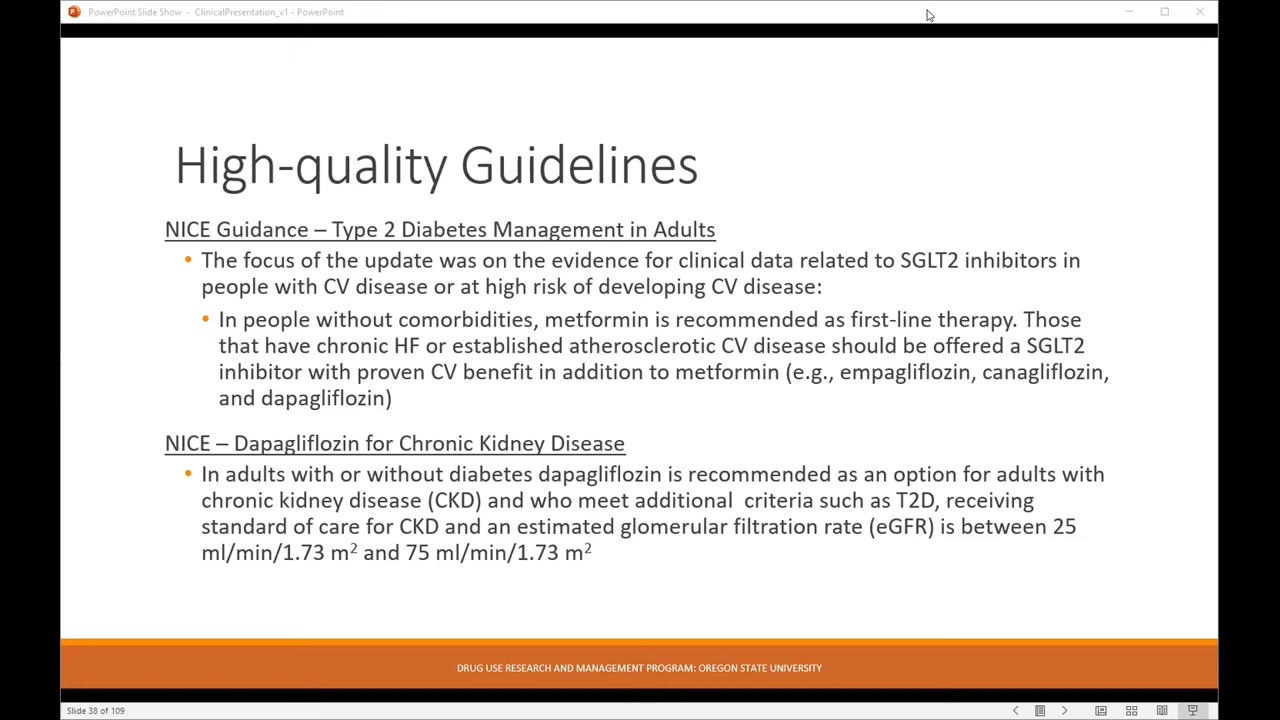 PowerPoint Slide Show - ClinicalPresentation_v1 - PowerPoint
High-quality Guidelines
NICE Guidance – Type 2 Diabetes Management in Adults
• The focus of the update was on the evidence for clinical data related to SGLT2 inhibitors in
people with CV disease or at high risk of developing CV disease:
• In people without comorbidities, metformin is recommended as first-line therapy. Those
that have chronic HF or established atherosclerotic CV disease should be offered a SGLT2
inhibitor with proven CV benefit in addition to metformin (e.g., empagliflozin, canagliflozin,
and dapagliflozin)
NICE – Dapagliflozin for Chronic Kidney Disease
• In adults with or without diabetes dapagliflozin is recommended as an option for adults with
chronic kidney disease (CKD) and who meet additional  criteria such as T2D, receiving
standard of care for CKD and an estimated glomerular filtration rate (eGFR) is between 25
ml/min/1.73 m² and 75 ml/min/1.73 m²
DRUG USE RESEARCH AND MANAGEMENT PROGRAM: OREGON STATE UNIVERSITY
Slide 38 of 109